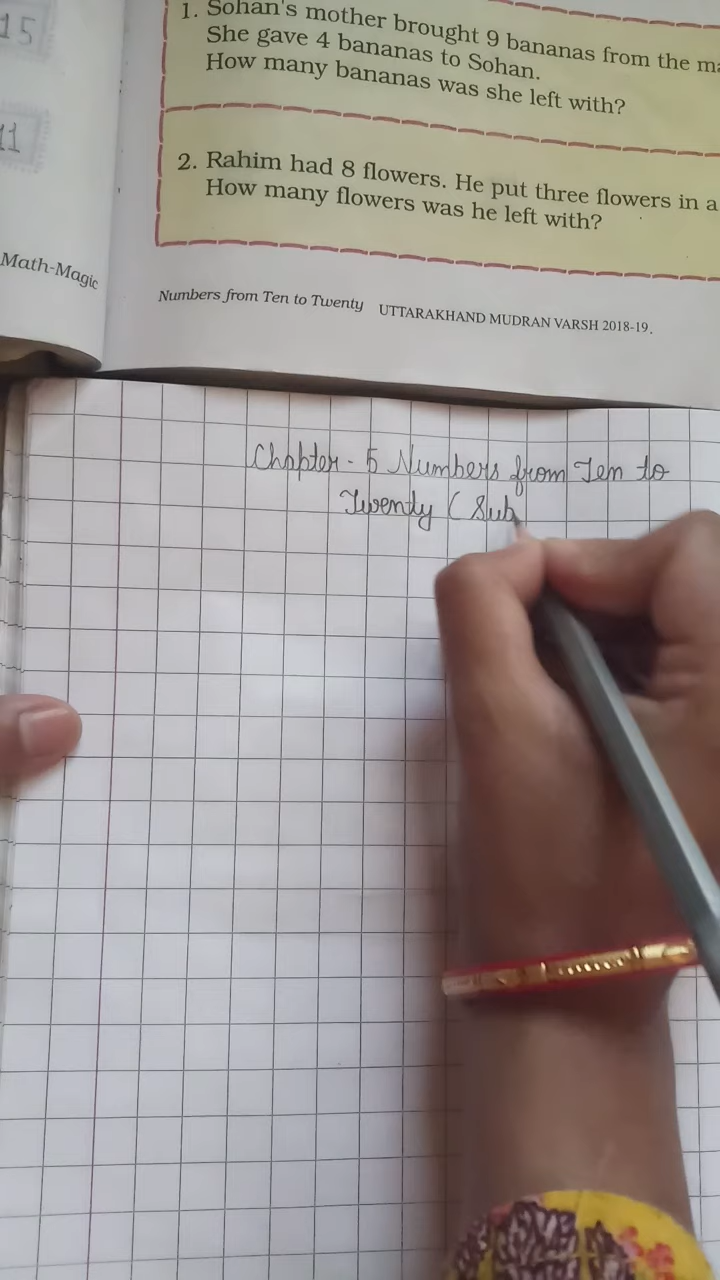 15
11
Math-Magic
1. Sohan's mother brought 9 bananas from the
She gave 4 bananas to Sohan.
How many bananas was she left with?
2. Rahim had 8 flowers. He put three flowers in a
How many flowers was he left with?
Numbers from Ten to Twenty UTTARAKHAND MUDRAN VARSH 2018-19.
Chapter - 5 Numbers from Ten to
Twenty ( Sub